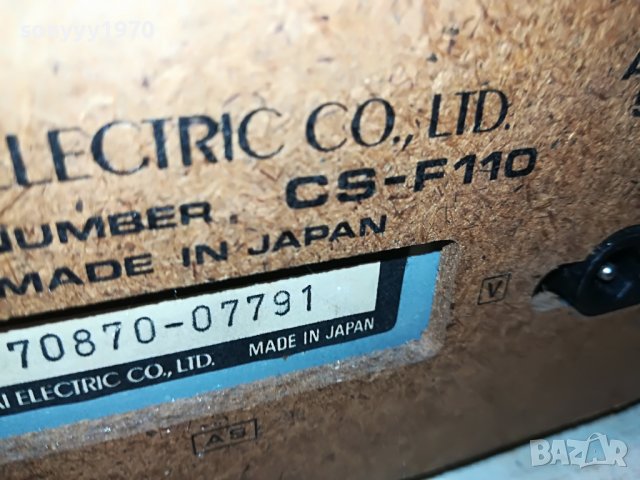 sonyyy1970
ELECTRIC CO., LTD.
NUMBER. CS-F110
MADE IN JAPAN
70870-07791
AI ELECTRIC CO., LTD. MADE IN JAPAN
V
AS
BAZAR